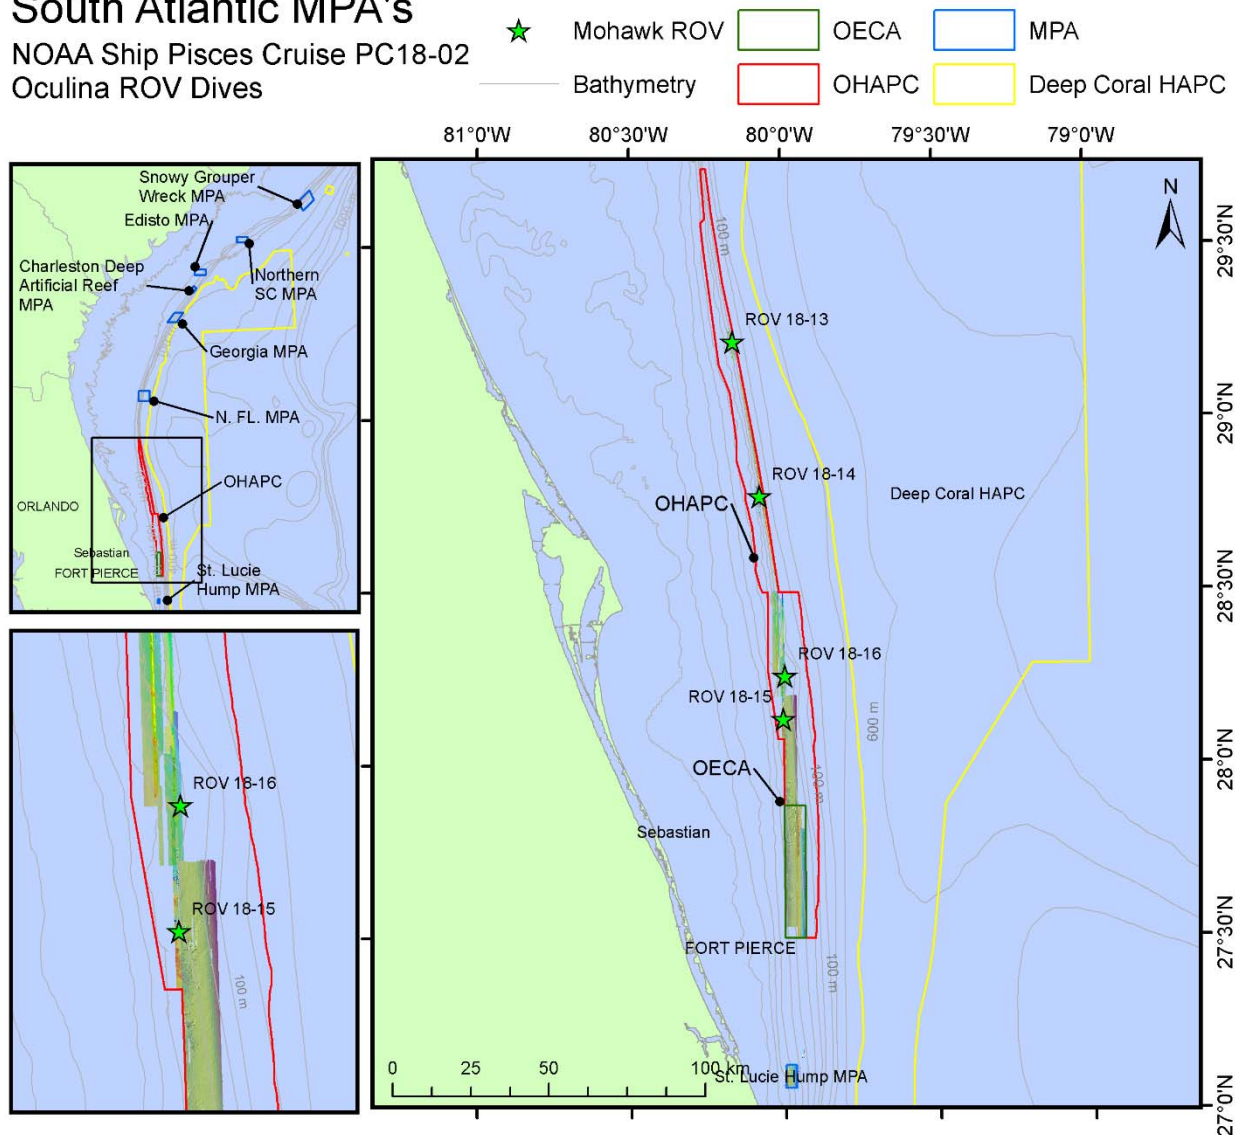 South Atlantic MPA's
NOAA Ship Pisces Cruise PC18-02
Oculina ROV Dives
Mohawk ROV
OECA
MPA
Bathymetry
OHAPC
Deep Coral HAPC
81°0'W
80°30'W
80°0'W
79°30'W
79°0'W
Snowy Grouper
Wreck MPA
Edisto MPA
Charleston Deep
Artificial Reef
MPA
Northern
SC MPA
Georgia MPA
N. FL. MPA
OHAPC
ORLANDO
Sebastian
FORT PIERCE
St. Lucie
Hump MPA
ROV 18-16
ROV 18-15
100 m
N
100 m
ROV 18-13
ROV 18-14
OHAPC
Deep Coral HAPC
ROV 18-16
ROV 18-15
600 m
OECA
100 m
Sebastian
FORT PIERCE
100 m
0
25
50
100 km
St. Lucie Hump MPA
29°30'N
29°0'N
28°30'N
28°0'N
27°30'N
27°0'N